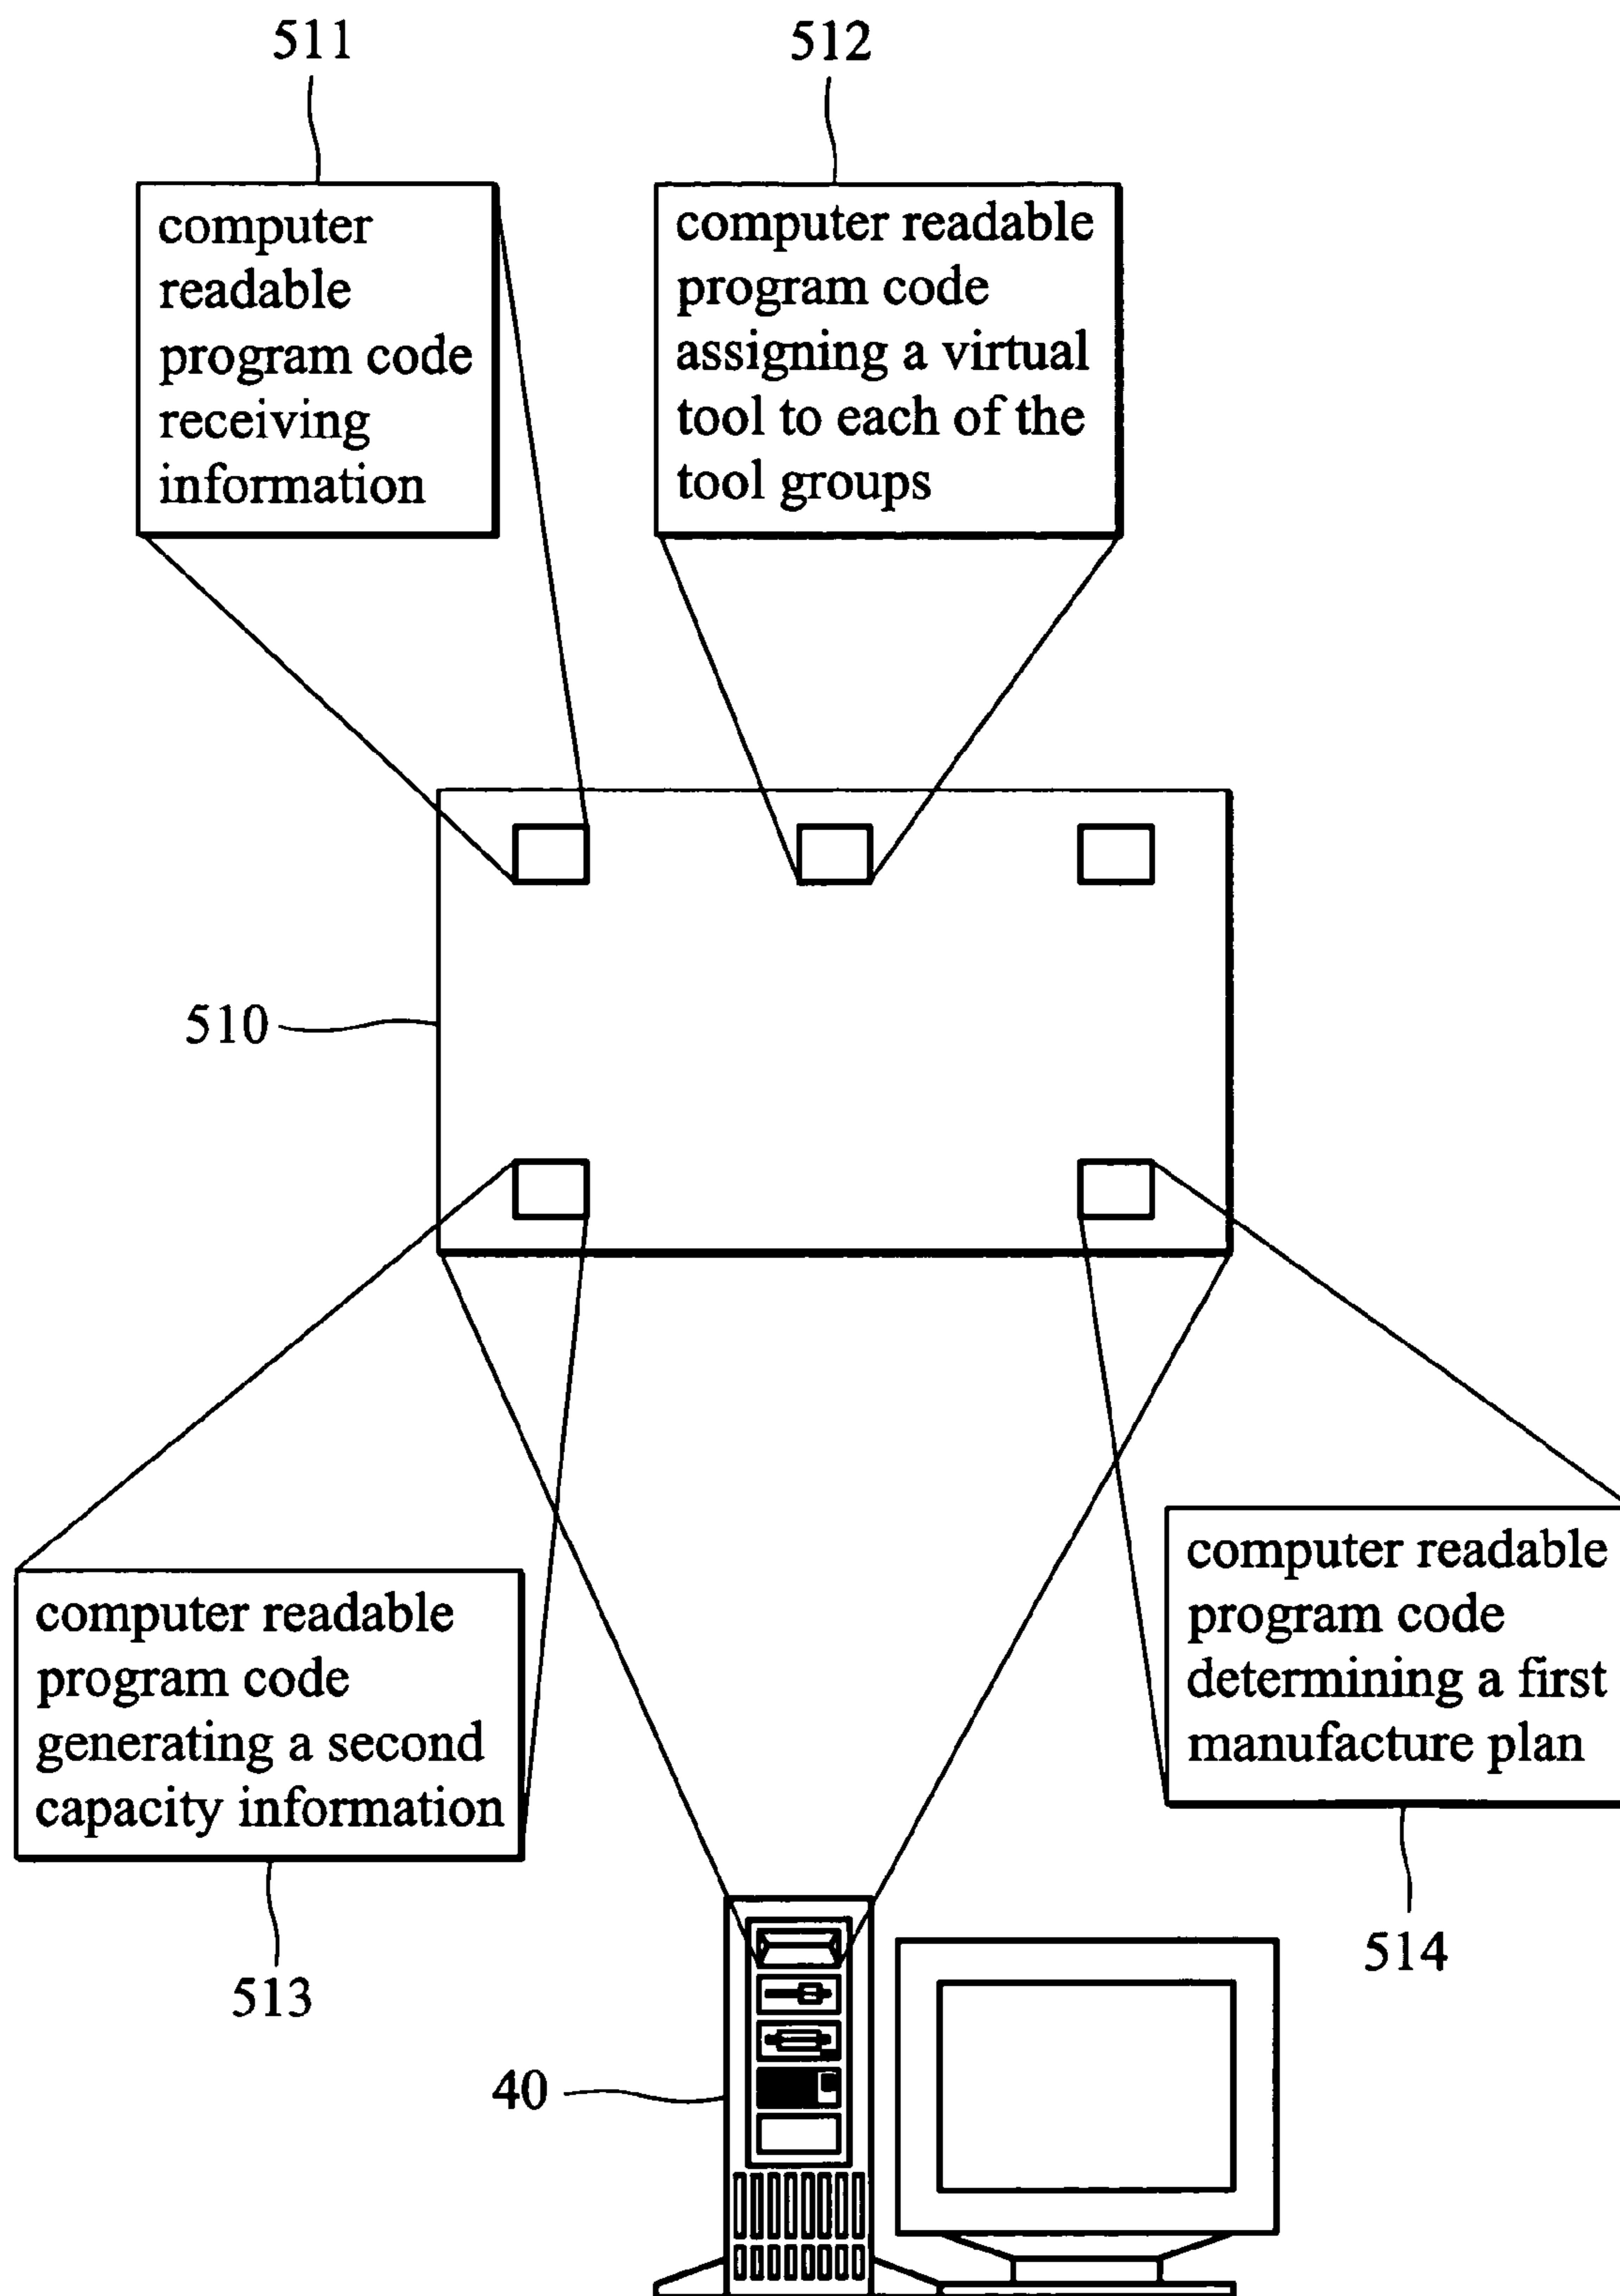 511
512
computer
readable
program code
receiving
information
computer readable
program code
assigning a virtual
tool to each of the
tool groups
510
computer readable
program code
generating a second
capacity information
computer readable
program code
determining a first
manufacture plan
513
514
40